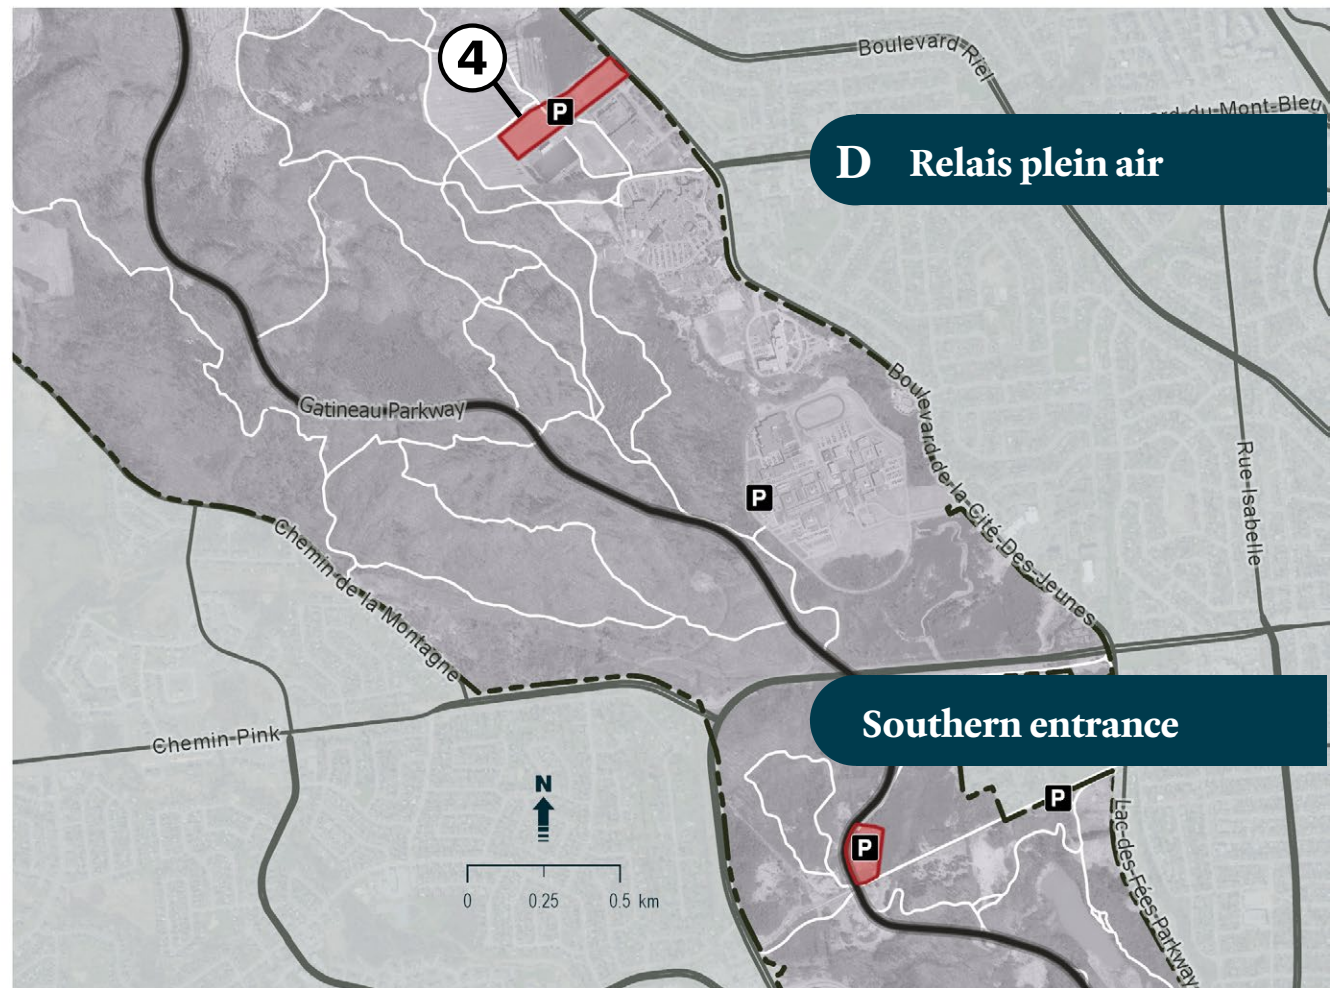 4
P
Boulevard Riel
D Relais plein air
Boulevard de la Cité-Des-Jeunes
Gatineau Parkway
Rue Isabelle
P
Chemin de la Montagne
Chemin Pink
Southern entrance
N
0 0.25 0.5 km
P
P
Lac-des-Fées Parkway